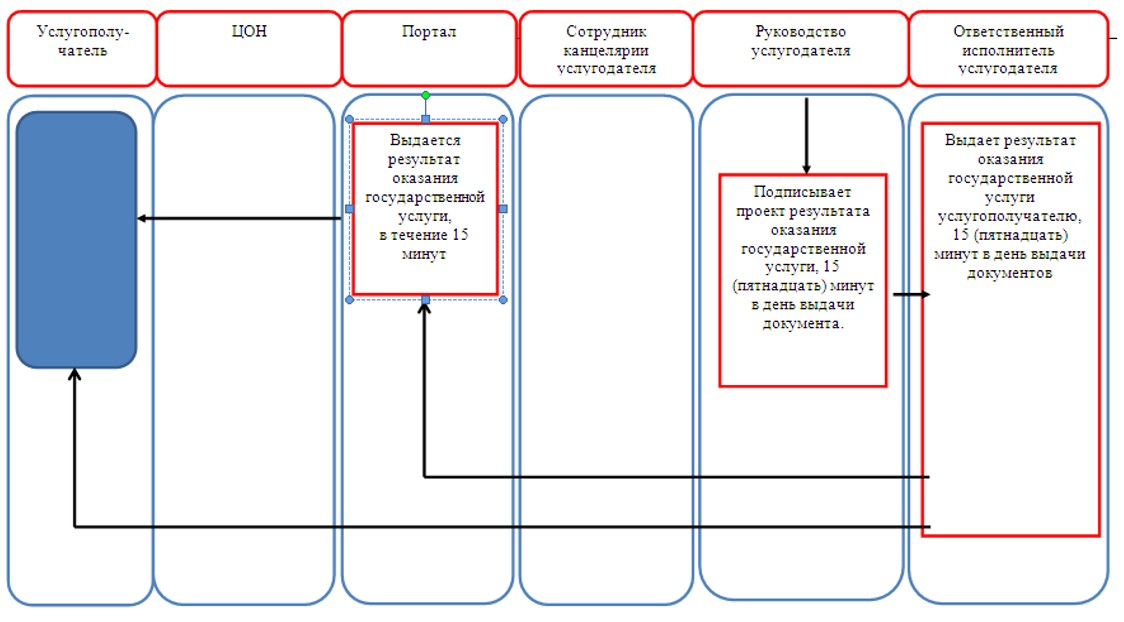 Услугополу-
чатель
ЦОН
Портал
Сотрудник
канцелярии
услугодателя
Руководство
услугодателя
Ответственный
исполнитель
услугодателя
Выдается
результат
оказания
государственной
услуги,
в течение 15
минут
Подписывает
проект результата
оказания
государственной
услуги, 15
(пятнадцать) минут
в день выдачи
документа.
Выдает результат
оказания
государственной
услуги
услугополучателю,
15 (пятнадцать)
минут в день выдачи
документов